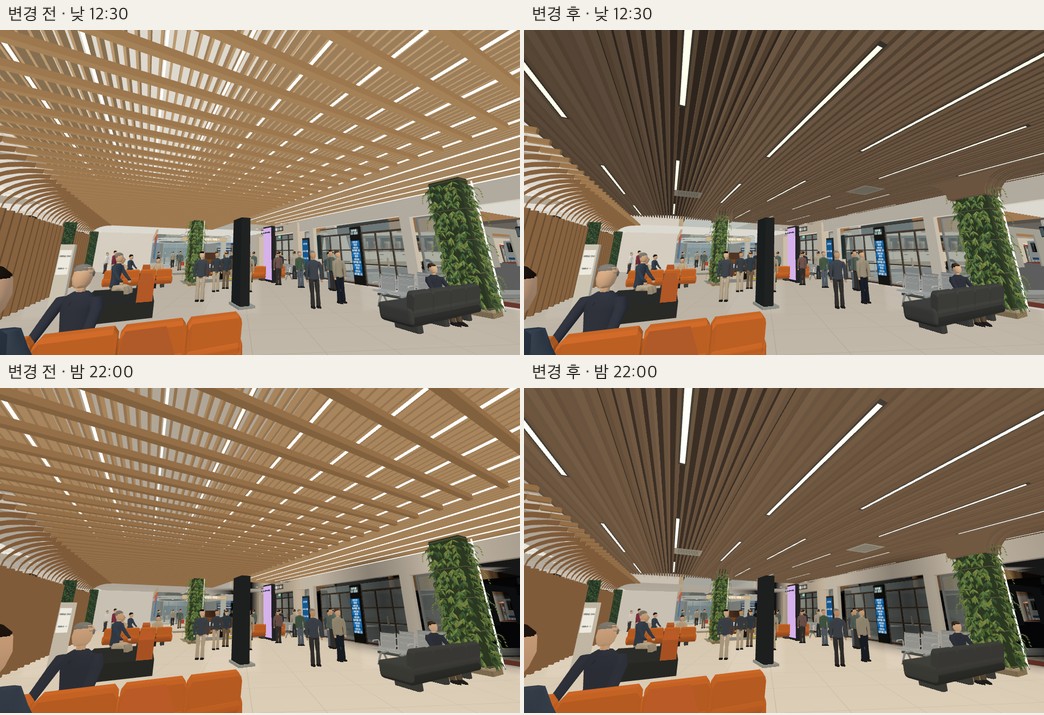 변경 전 · 낮 12:30
변경 후 · 낮 12:30
변경 전 · 밤 22:00
변경 후 · 밤 22:00